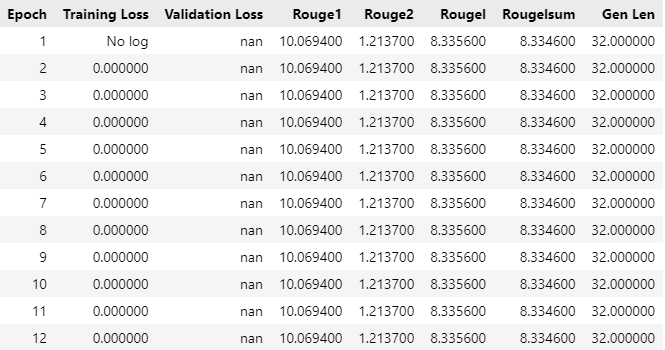 Epoch Training Loss Validation Loss Rouge1 Rouge2 Rougel Rougelsum Gen Len
1 No log nan 10.069400 1.213700 8.335600 8.334600 32.000000
2 0.000000 nan 10.069400 1.213700 8.335600 8.334600 32.000000
3 0.000000 nan 10.069400 1.213700 8.335600 8.334600 32.000000
4 0.000000 nan 10.069400 1.213700 8.335600 8.334600 32.000000
5 0.000000 nan 10.069400 1.213700 8.335600 8.334600 32.000000
6 0.000000 nan 10.069400 1.213700 8.335600 8.334600 32.000000
7 0.000000 nan 10.069400 1.213700 8.335600 8.334600 32.000000
8 0.000000 nan 10.069400 1.213700 8.335600 8.334600 32.000000
9 0.000000 nan 10.069400 1.213700 8.335600 8.334600 32.000000
10 0.000000 nan 10.069400 1.213700 8.335600 8.334600 32.000000
11 0.000000 nan 10.069400 1.213700 8.335600 8.334600 32.000000
12 0.000000 nan 10.069400 1.213700 8.335600 8.334600 32.000000